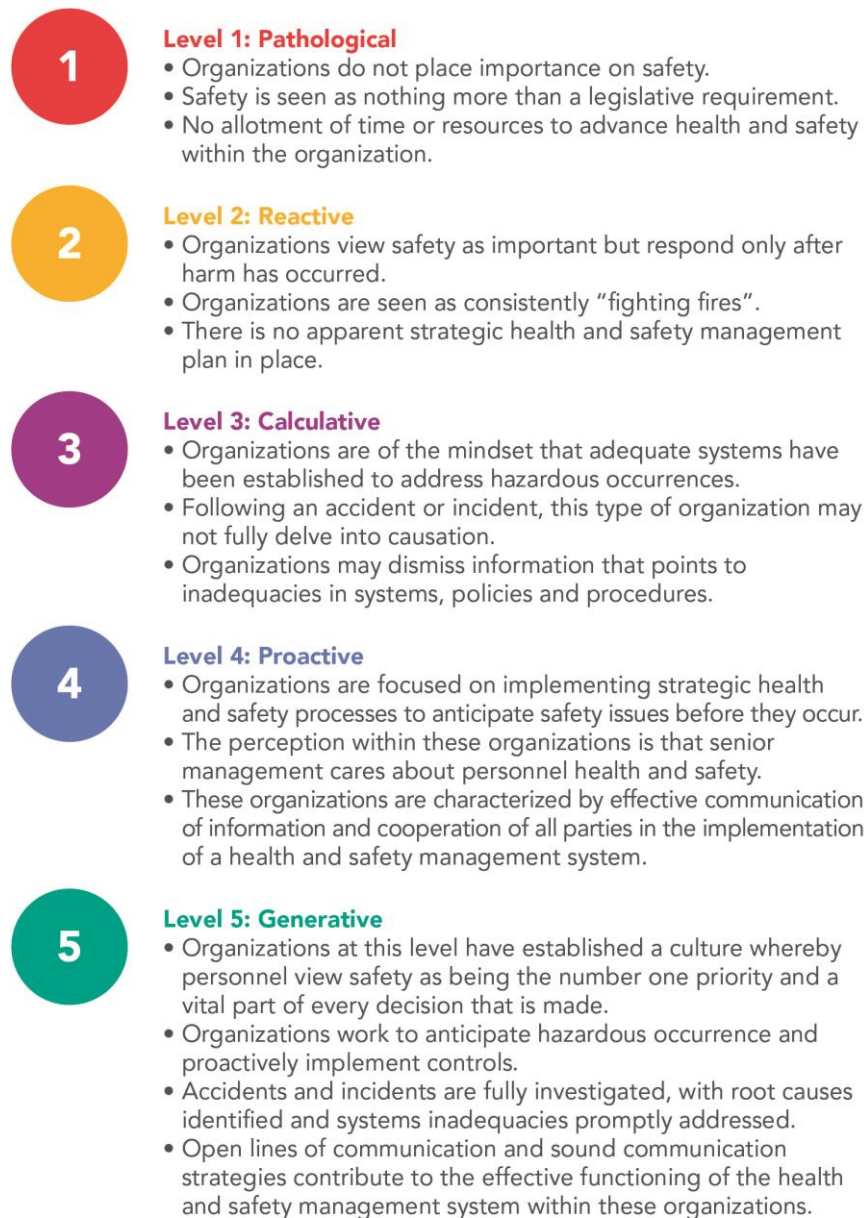 1
Level 1: Pathological
• Organizations do not place importance on safety.
• Safety is seen as nothing more than a legislative requirement.
• No allotment of time or resources to advance health and safety
within the organization.
2
Level 2: Reactive
• Organizations view safety as important but respond only after
harm has occurred.
• Organizations are seen as consistently “fighting fires”.
• There is no apparent strategic health and safety management
plan in place.
3
Level 3: Calculative
• Organizations are of the mindset that adequate systems have
been established to address hazardous occurrences.
• Following an accident or incident, this type of organization may
not fully delve into causation.
• Organizations may dismiss information that points to
inadequacies in systems, policies and procedures.
4
Level 4: Proactive
• Organizations are focused on implementing strategic health
and safety processes to anticipate safety issues before they occur.
• The perception within these organizations is that senior
management cares about personnel health and safety.
• These organizations are characterized by effective communication
of information and cooperation of all parties in the implementation
of a health and safety management system.
5
Level 5: Generative
• Organizations at this level have established a culture whereby
personnel view safety as being the number one priority and a
vital part of every decision that is made.
• Organizations work to anticipate hazardous occurrence and
proactively implement controls.
• Accidents and incidents are fully investigated, with root causes
identified and systems inadequacies promptly addressed.
• Open lines of communication and sound communication
strategies contribute to the effective functioning of the health
and safety management system within these organizations.